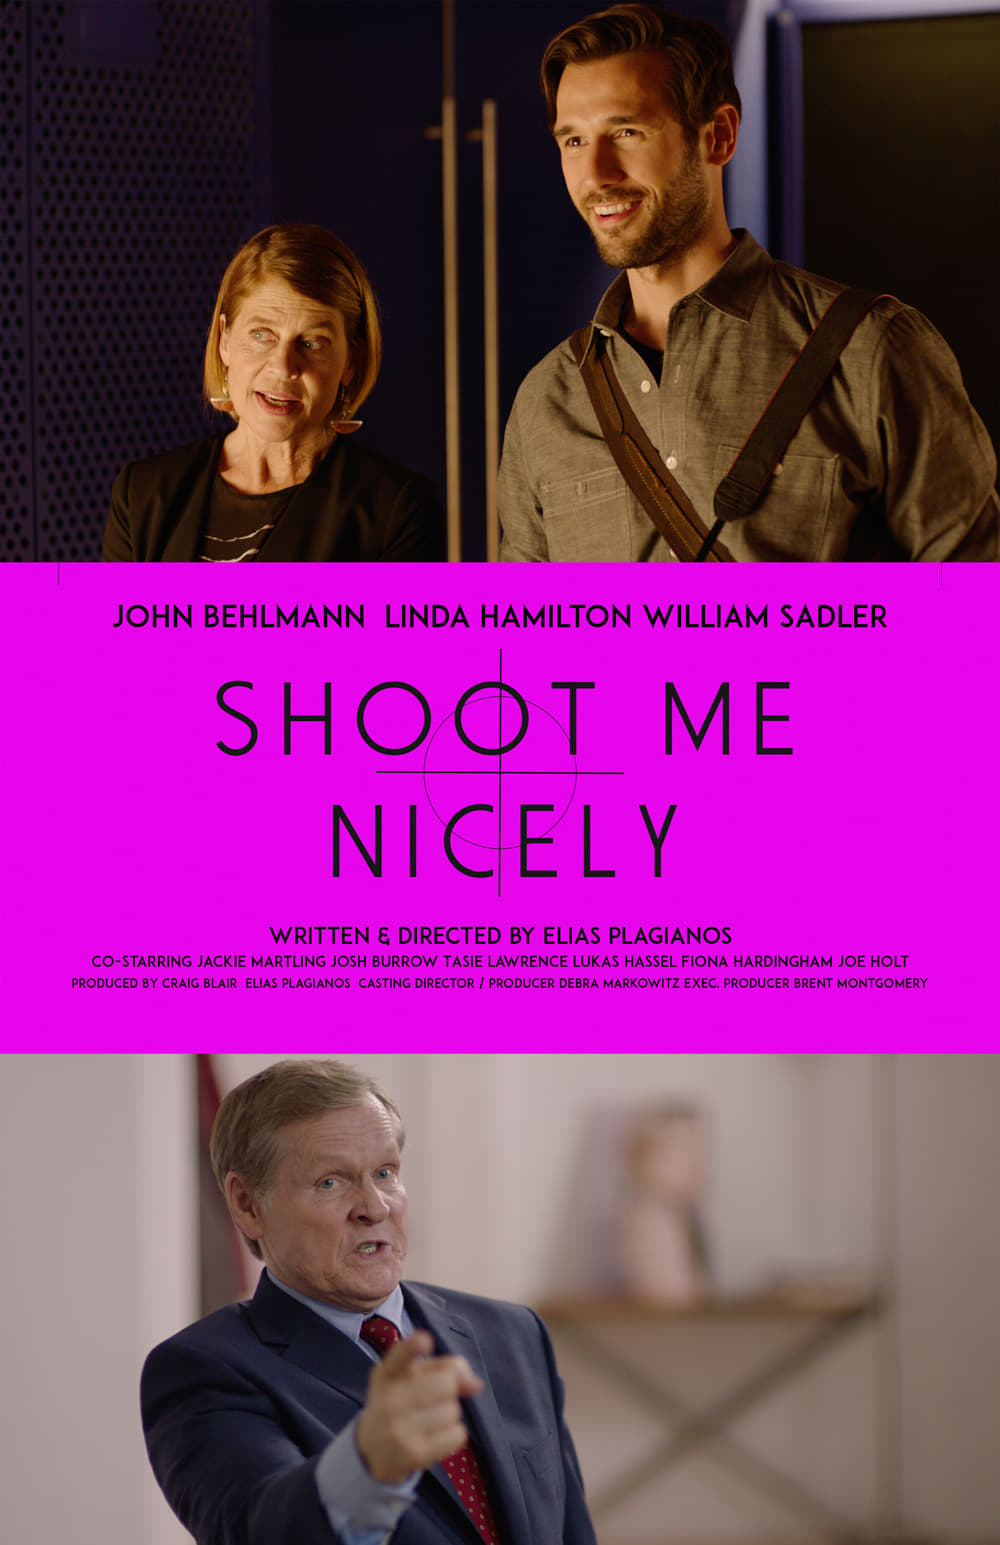 JOHN BEHLMANN LINDA HAMILTON WILLIAM SADLER
SHOOT ME
NICELY
WRITTEN & DIRECTED BY ELIAS PLAGIANOS
CO-STARRING JACKIE MARTLING JOSH BURROW TASIE LAWRENCE LUKAS HASSEL FIONA HARDINGHAM JOE HOLT
PRODUCED BY CRAIG BLAIR ELIAS PLAGIANOS CASTING DIRECTOR / PRODUCER DEBRA MARKOWITZ EXEC. PRODUCER BRENT MONTGOMERY